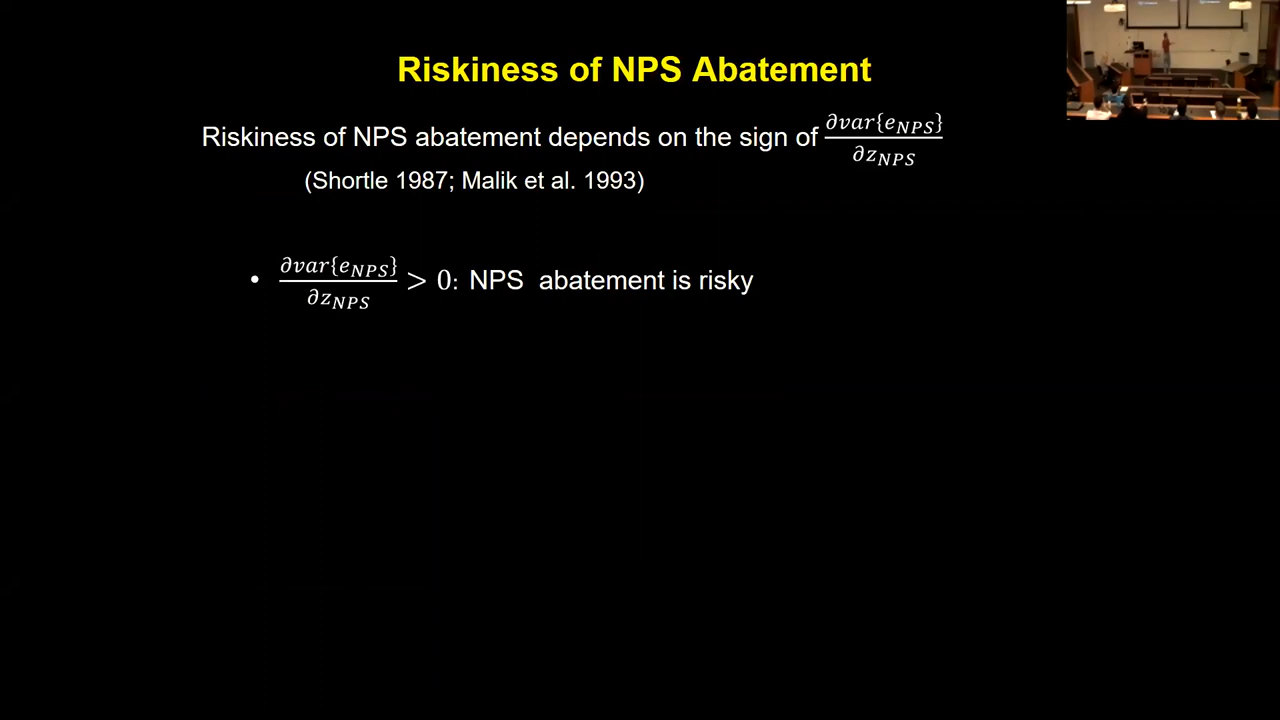 Riskiness of NPS Abatement
Riskiness of NPS abatement depends on the sign of ∂var{e_NPS}/∂z_NPS
(Shortle 1987; Malik et al. 1993)
• ∂var{e_NPS}/∂z_NPS > 0: NPS abatement is risky